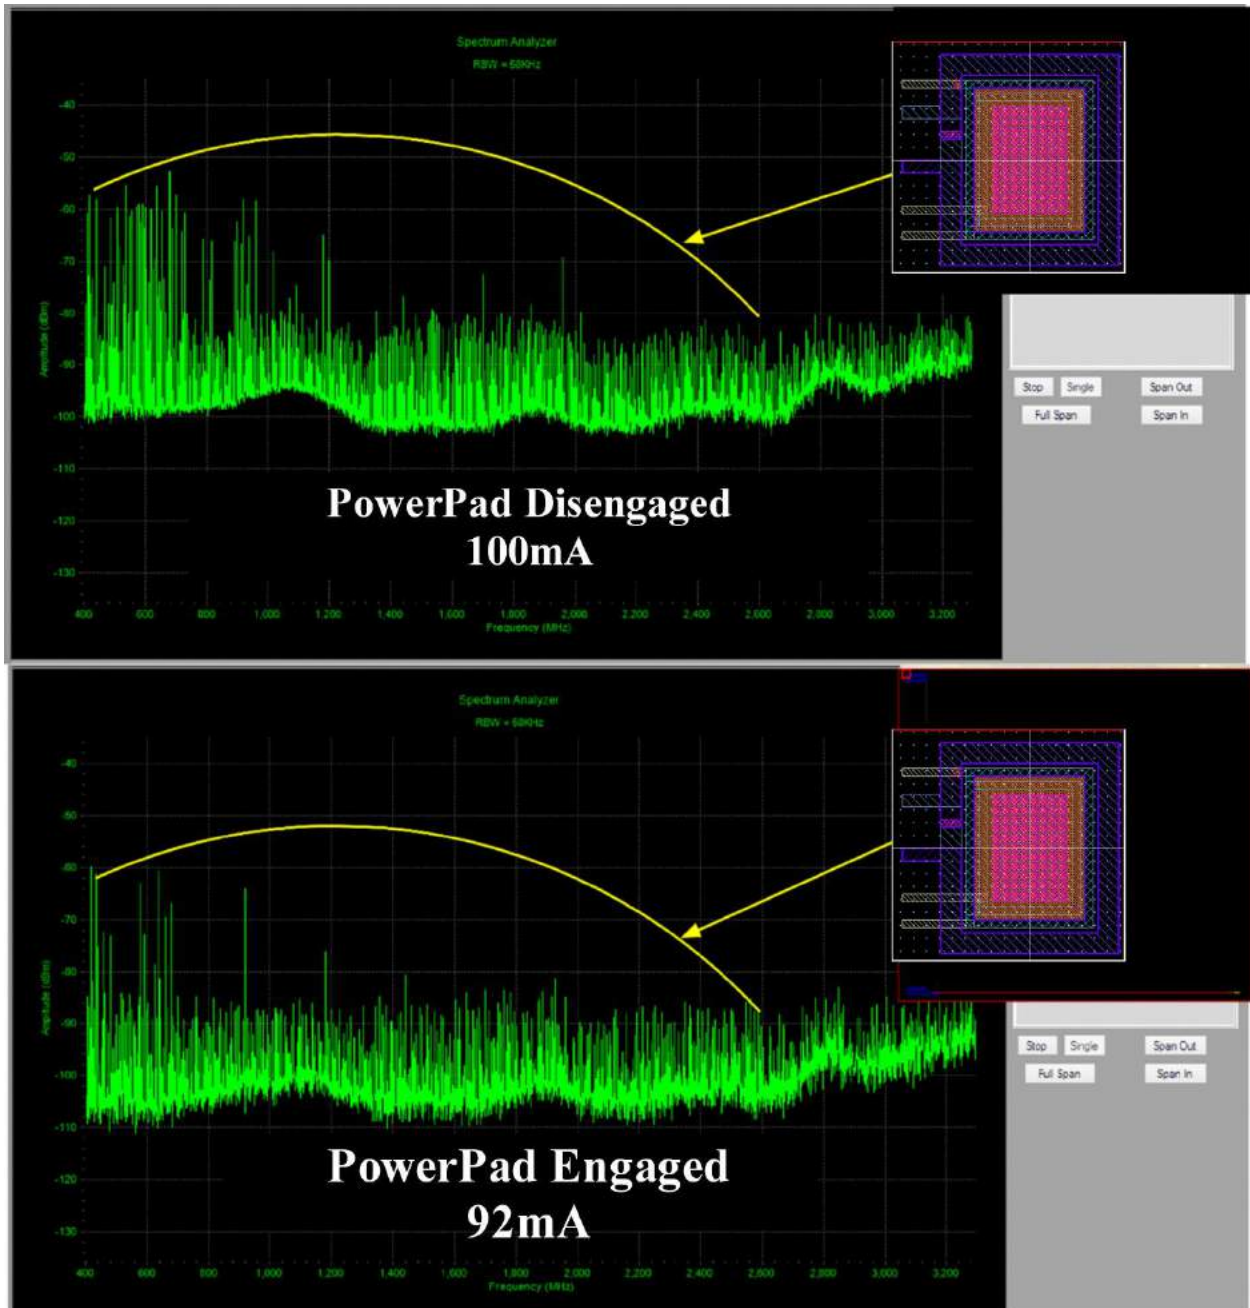 Spectrum Analyzer
RBW = 68KHz
-40
-50
-60
-70
-80
-90
-100
-110
-120
-130
Amplitude (dBm)
400 600 800 1,000 1,200 1,400 1,600 1,800 2,000 2,200 2,400 2,600 2,800 3,000 3,200
Frequency (MHz)
PowerPad Disengaged
100mA
Stop Single Span Out
Full Span Span In
Spectrum Analyzer
RBW = 68KHz
-40
-50
-60
-70
-80
-90
-100
-110
-120
-130
Amplitude (dBm)
400 600 800 1,000 1,200 1,400 1,600 1,800 2,000 2,200 2,400 2,600 2,800 3,000 3,200
Frequency (MHz)
PowerPad Engaged
92mA
Stop Single Span Out
Full Span Span In